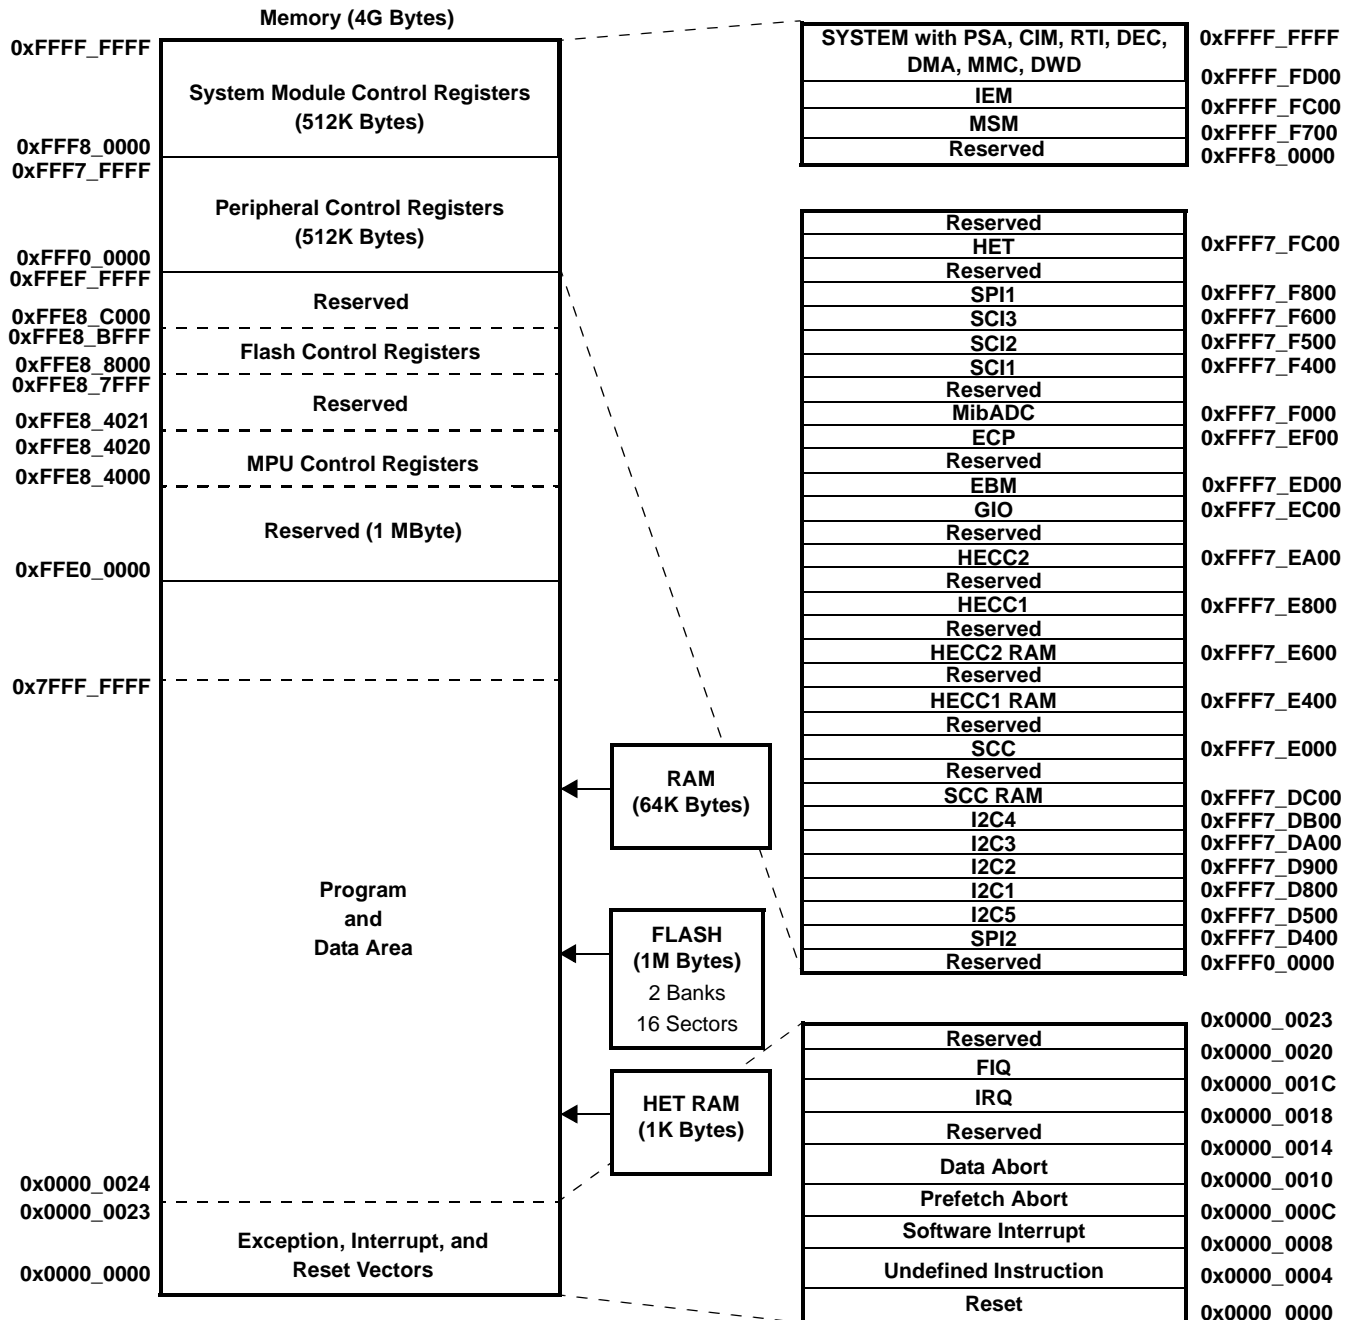 Memory (4G Bytes)
0xFFFF_FFFF
System Module Control Registers
(512K Bytes)
0xFFF8_0000
0xFFF7_FFFF
Peripheral Control Registers
(512K Bytes)
0xFFF0_0000
0xFFEF_FFFF
Reserved
0xFFE8_C000
0xFFE8_BFFF
Flash Control Registers
0xFFE8_8000
0xFFE8_7FFF
Reserved
0xFFE8_4021
0xFFE8_4020
MPU Control Registers
0xFFE8_4000
Reserved (1 MByte)
0xFFE0_0000
0x7FFF_FFFF
Program
and
Data Area
0x0000_0024
0x0000_0023
Exception, Interrupt, and
Reset Vectors
0x0000_0000
RAM
(64K Bytes)
FLASH
(1M Bytes)
2 Banks
16 Sectors
HET RAM
(1K Bytes)
SYSTEM with PSA, CIM, RTI, DEC,
DMA, MMC, DWD
0xFFFF_FFFF
0xFFFF_FD00
IEM
0xFFFF_FC00
MSM
0xFFFF_F700
Reserved
0xFFF8_0000
Reserved
HET 0xFFF7_FC00
Reserved
SPI1 0xFFF7_F800
SCI3 0xFFF7_F600
SCI2 0xFFF7_F500
SCI1 0xFFF7_F400
Reserved
MibADC 0xFFF7_F000
ECP 0xFFF7_EF00
Reserved
EBM 0xFFF7_ED00
GIO 0xFFF7_EC00
Reserved
HECC2 0xFFF7_EA00
Reserved
HECC1 0xFFF7_E800
Reserved
HECC2 RAM 0xFFF7_E600
Reserved
HECC1 RAM 0xFFF7_E400
Reserved
SCC 0xFFF7_E000
Reserved
SCC RAM 0xFFF7_DC00
I2C4 0xFFF7_DB00
I2C3 0xFFF7_DA00
I2C2 0xFFF7_D900
I2C1 0xFFF7_D800
I2C5 0xFFF7_D500
SPI2 0xFFF7_D400
Reserved 0xFFF0_0000
0x0000_0023
Reserved
0x0000_0020
FIQ
0x0000_001C
IRQ
0x0000_0018
Reserved
0x0000_0014
Data Abort
0x0000_0010
Prefetch Abort
0x0000_000C
Software Interrupt
0x0000_0008
Undefined Instruction
0x0000_0004
Reset
0x0000_0000